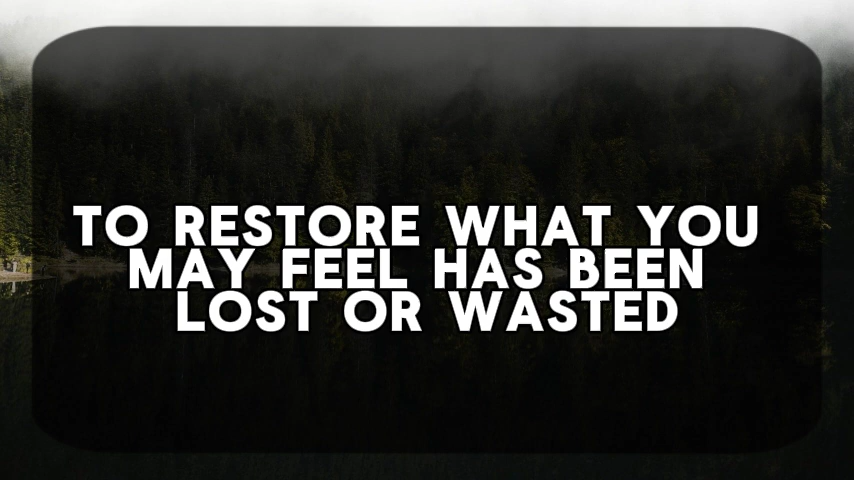 TO RESTORE WHAT YOU
MAY FEEL HAS BEEN
LOST OR WASTED